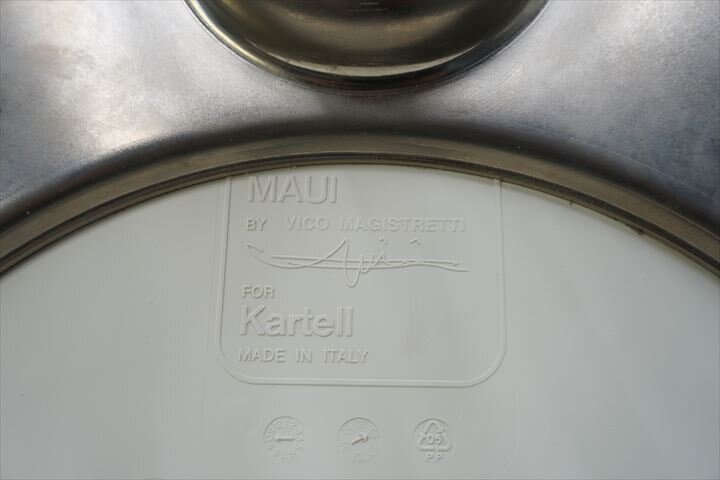 MAUI
BY VICO MAGISTRETTI
FOR
Kartell
MADE IN ITALY
05
PP